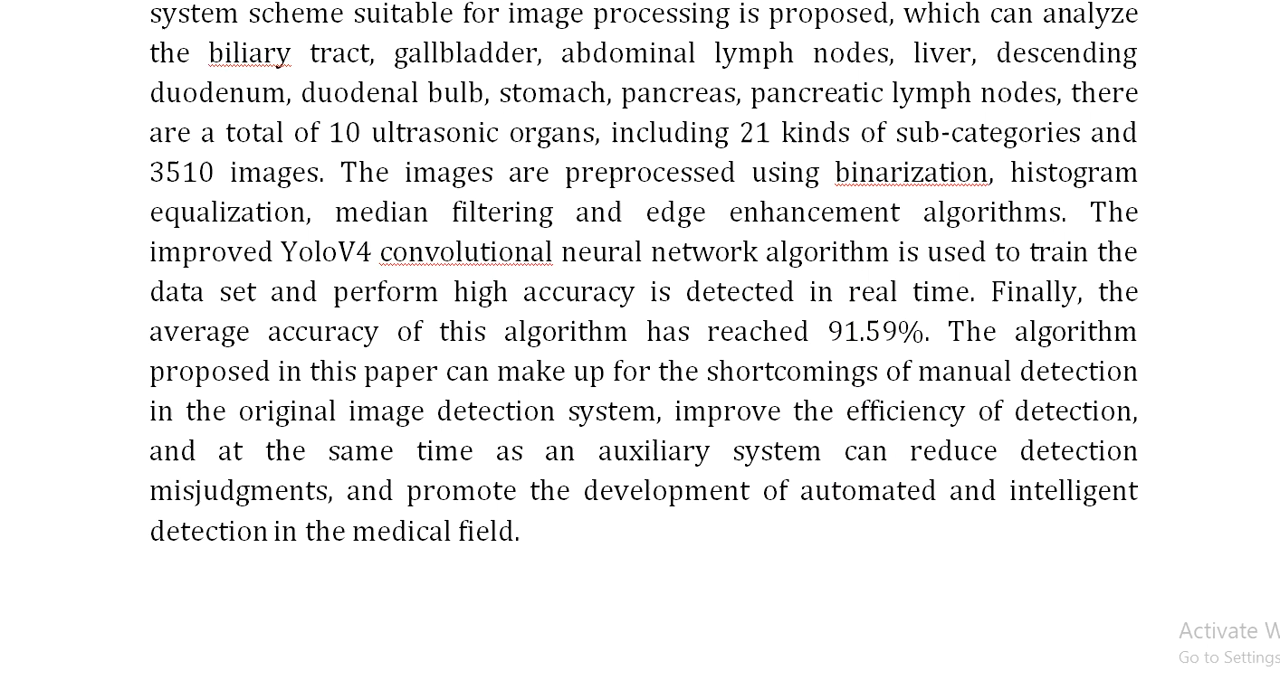 system scheme suitable for image processing is proposed, which can analyze
the biliary tract, gallbladder, abdominal lymph nodes, liver, descending
duodenum, duodenal bulb, stomach, pancreas, pancreatic lymph nodes, there
are a total of 10 ultrasonic organs, including 21 kinds of sub-categories and
3510 images. The images are preprocessed using binarization, histogram
equalization, median filtering and edge enhancement algorithms. The
improved YoloV4 convolutional neural network algorithm is used to train the
data set and perform high accuracy is detected in real time. Finally, the
average accuracy of this algorithm has reached 91.59%. The algorithm
proposed in this paper can make up for the shortcomings of manual detection
in the original image detection system, improve the efficiency of detection,
and at the same time as an auxiliary system can reduce detection
misjudgments, and promote the development of automated and intelligent
detection in the medical field.
Activate W
Go to Settings